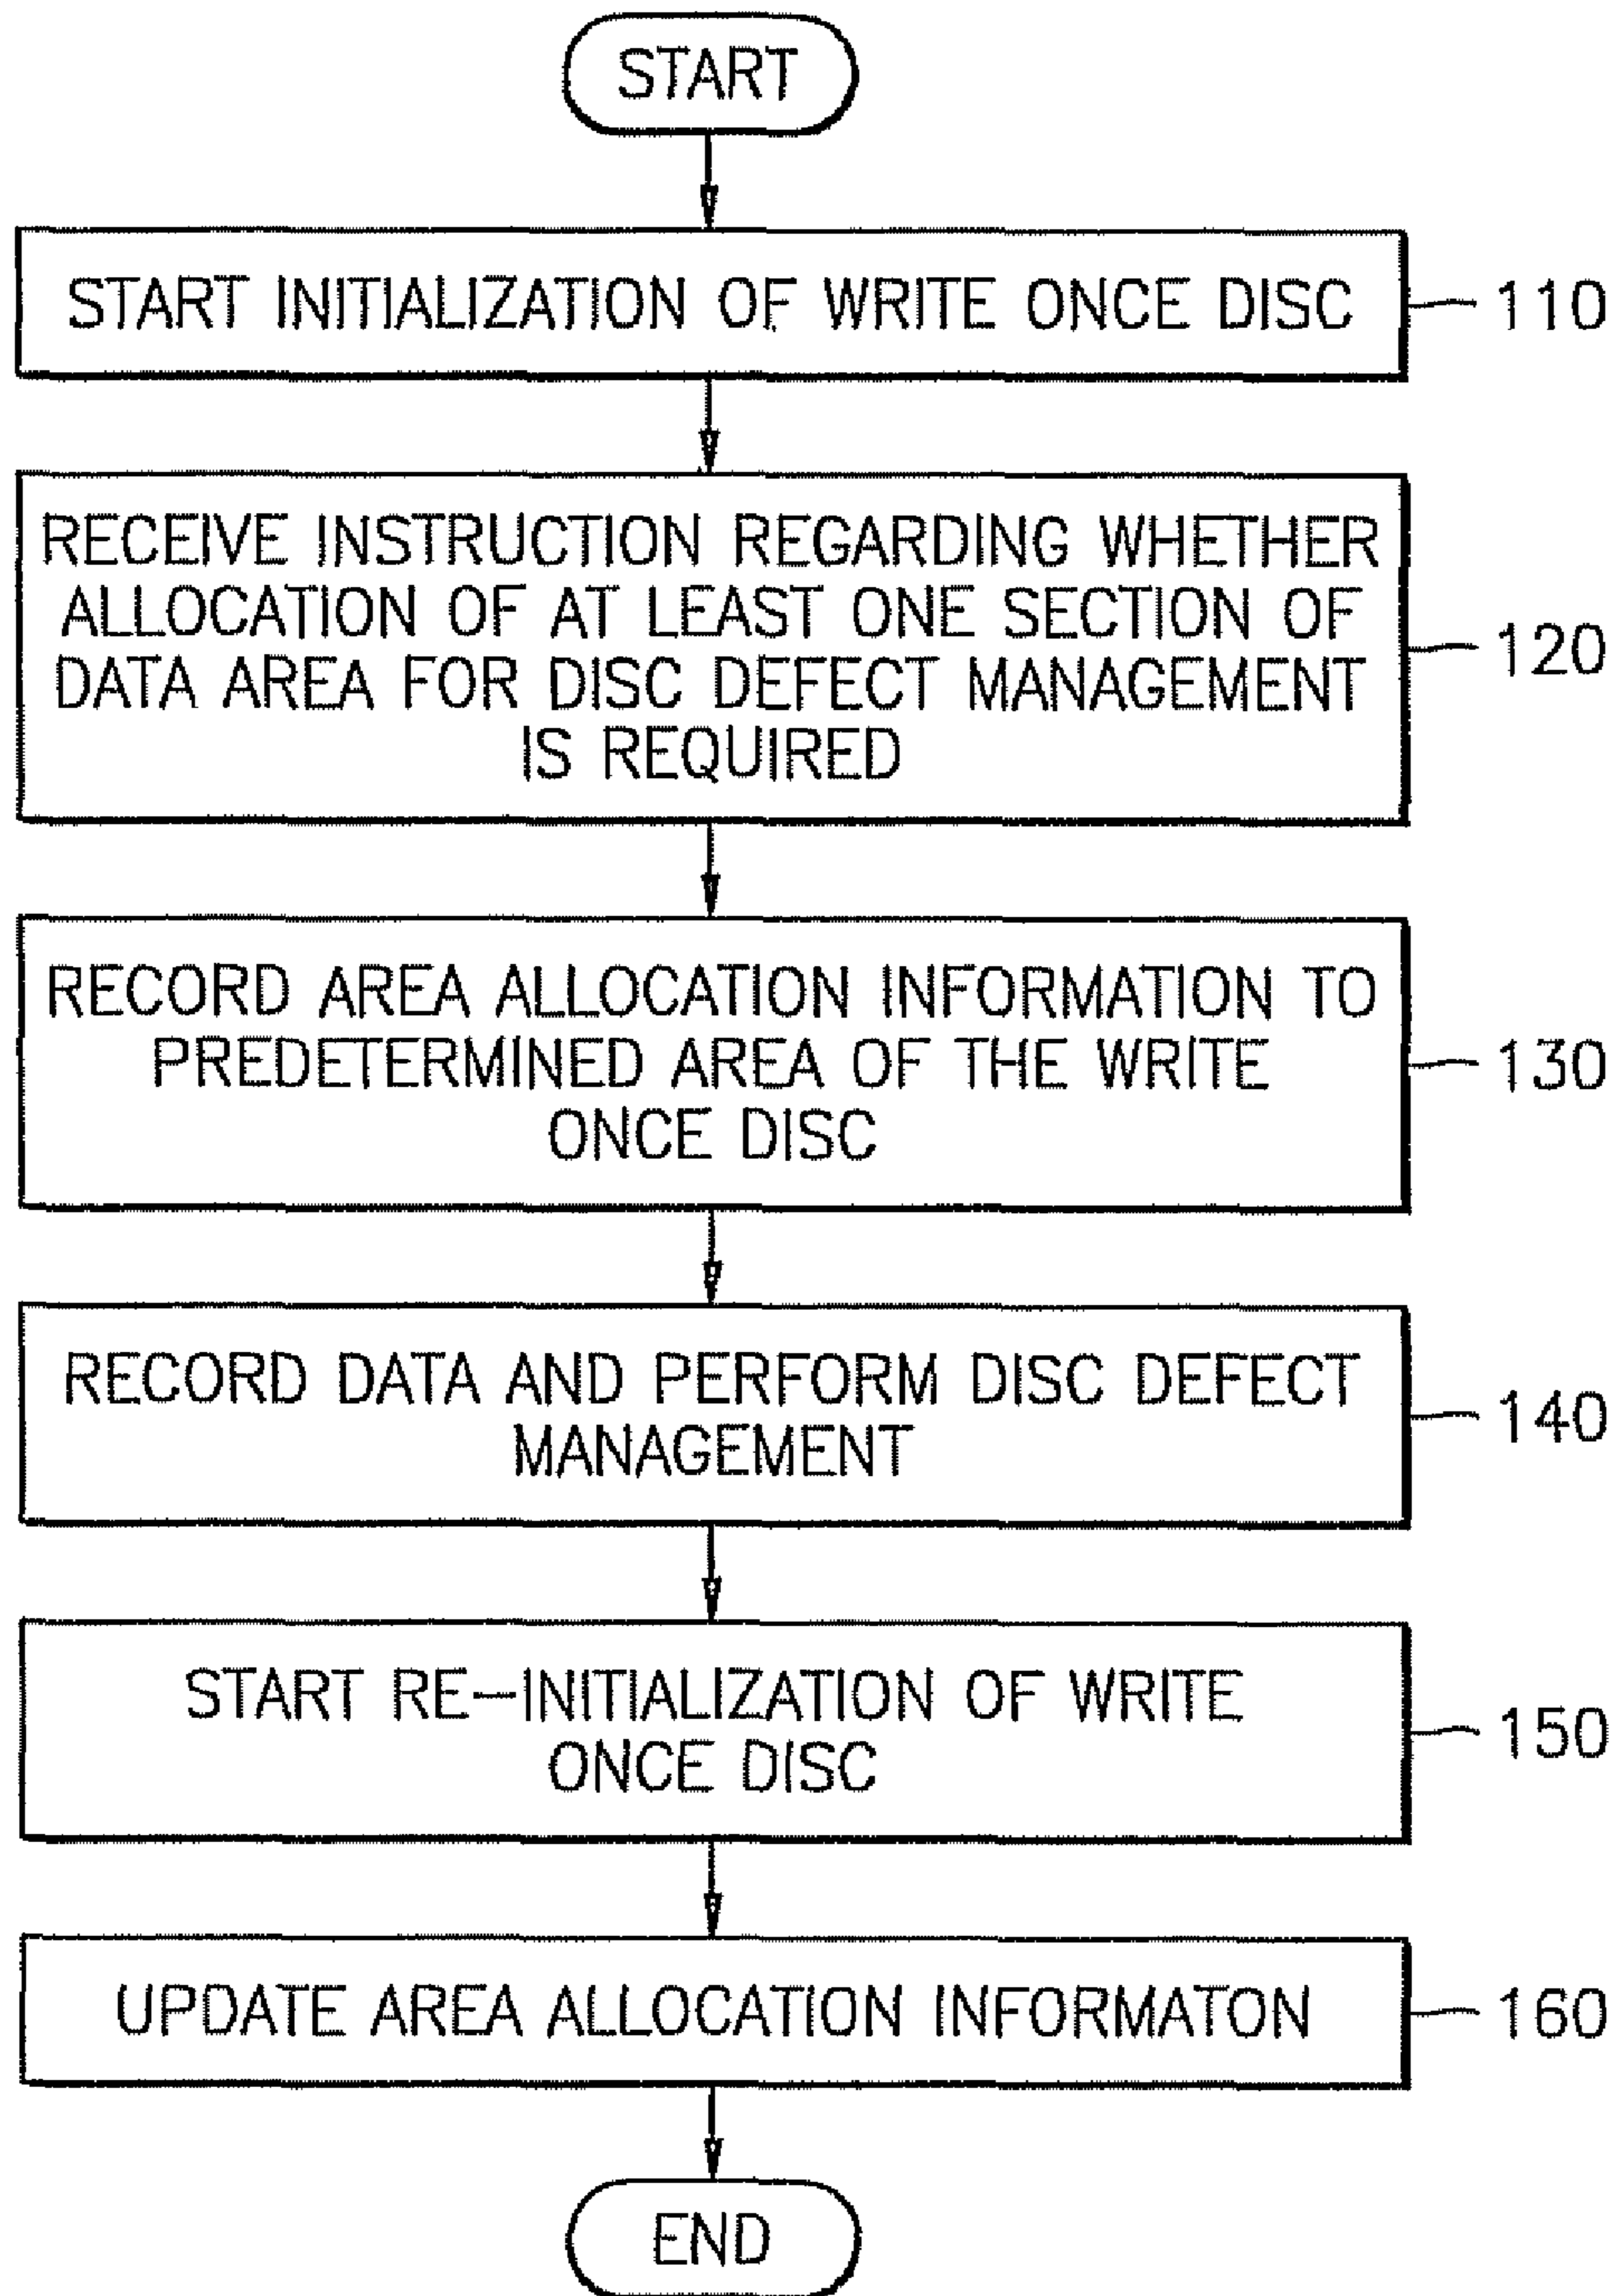 START
START INITIALIZATION OF WRITE ONCE DISC
110
RECEIVE INSTRUCTION REGARDING WHETHER
ALLOCATION OF AT LEAST ONE SECTION OF
DATA AREA FOR DISC DEFECT MANAGEMENT
IS REQUIRED
120
RECORD AREA ALLOCATION INFORMATION TO
PREDETERMINED AREA OF THE WRITE
ONCE DISC
130
RECORD DATA AND PERFORM DISC DEFECT
MANAGEMENT
140
START RE-INITIALIZATION OF WRITE
ONCE DISC
150
UPDATE AREA ALLOCATION INFORMATON
160
END